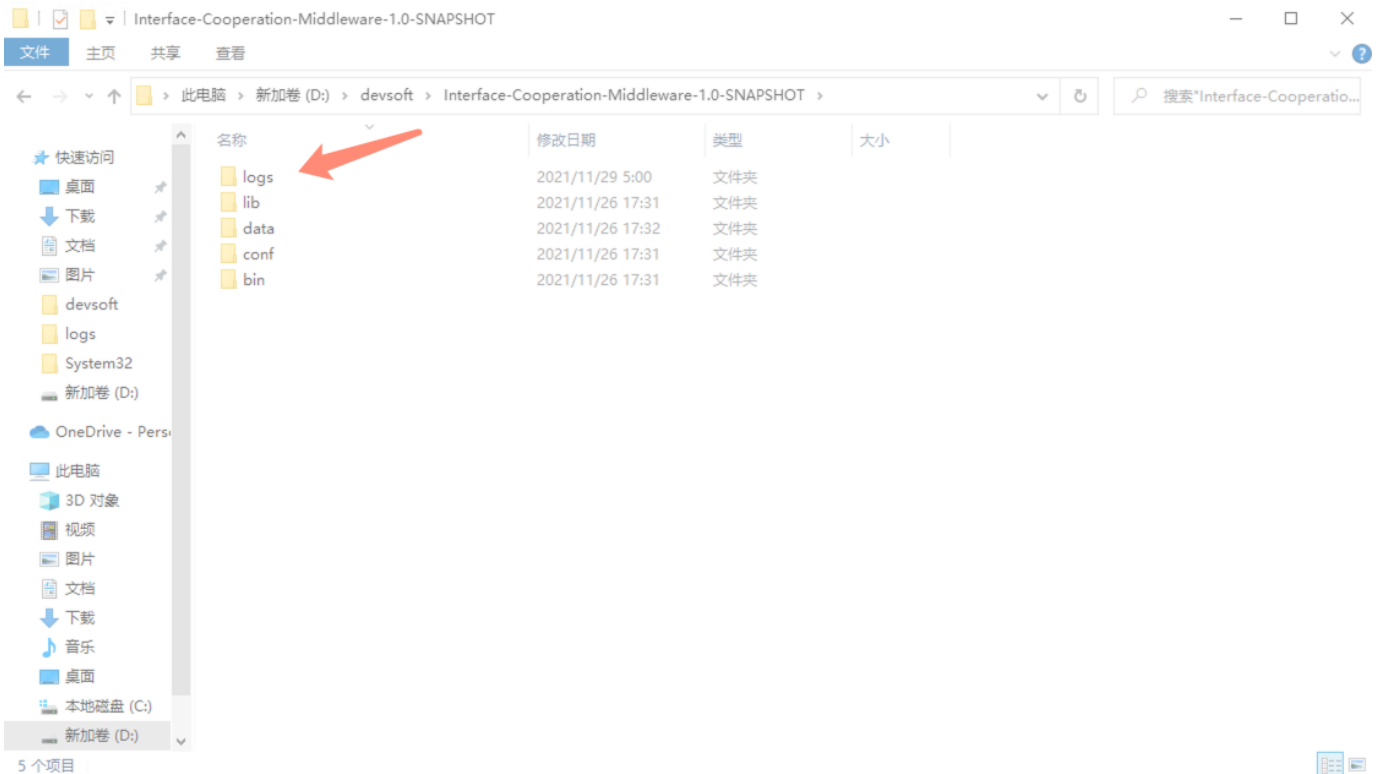 Interface-Cooperation-Middleware-1.0-SNAPSHOT
文件 主页 共享 查看
此电脑 › 新加卷 (D:) › devsoft › Interface-Cooperation-Middleware-1.0-SNAPSHOT ›
搜索"Interface-Cooperatio...
名称 修改日期 类型 大小
logs 2021/11/29 5:00 文件夹
lib 2021/11/26 17:31 文件夹
data 2021/11/26 17:32 文件夹
conf 2021/11/26 17:31 文件夹
bin 2021/11/26 17:31 文件夹
快速访问
桌面
下载
文档
图片
devsoft
logs
System32
新加卷 (D:)
OneDrive - Pers
此电脑
3D 对象
视频
图片
文档
下载
音乐
桌面
本地磁盘 (C:)
新加卷 (D:)
5 个项目